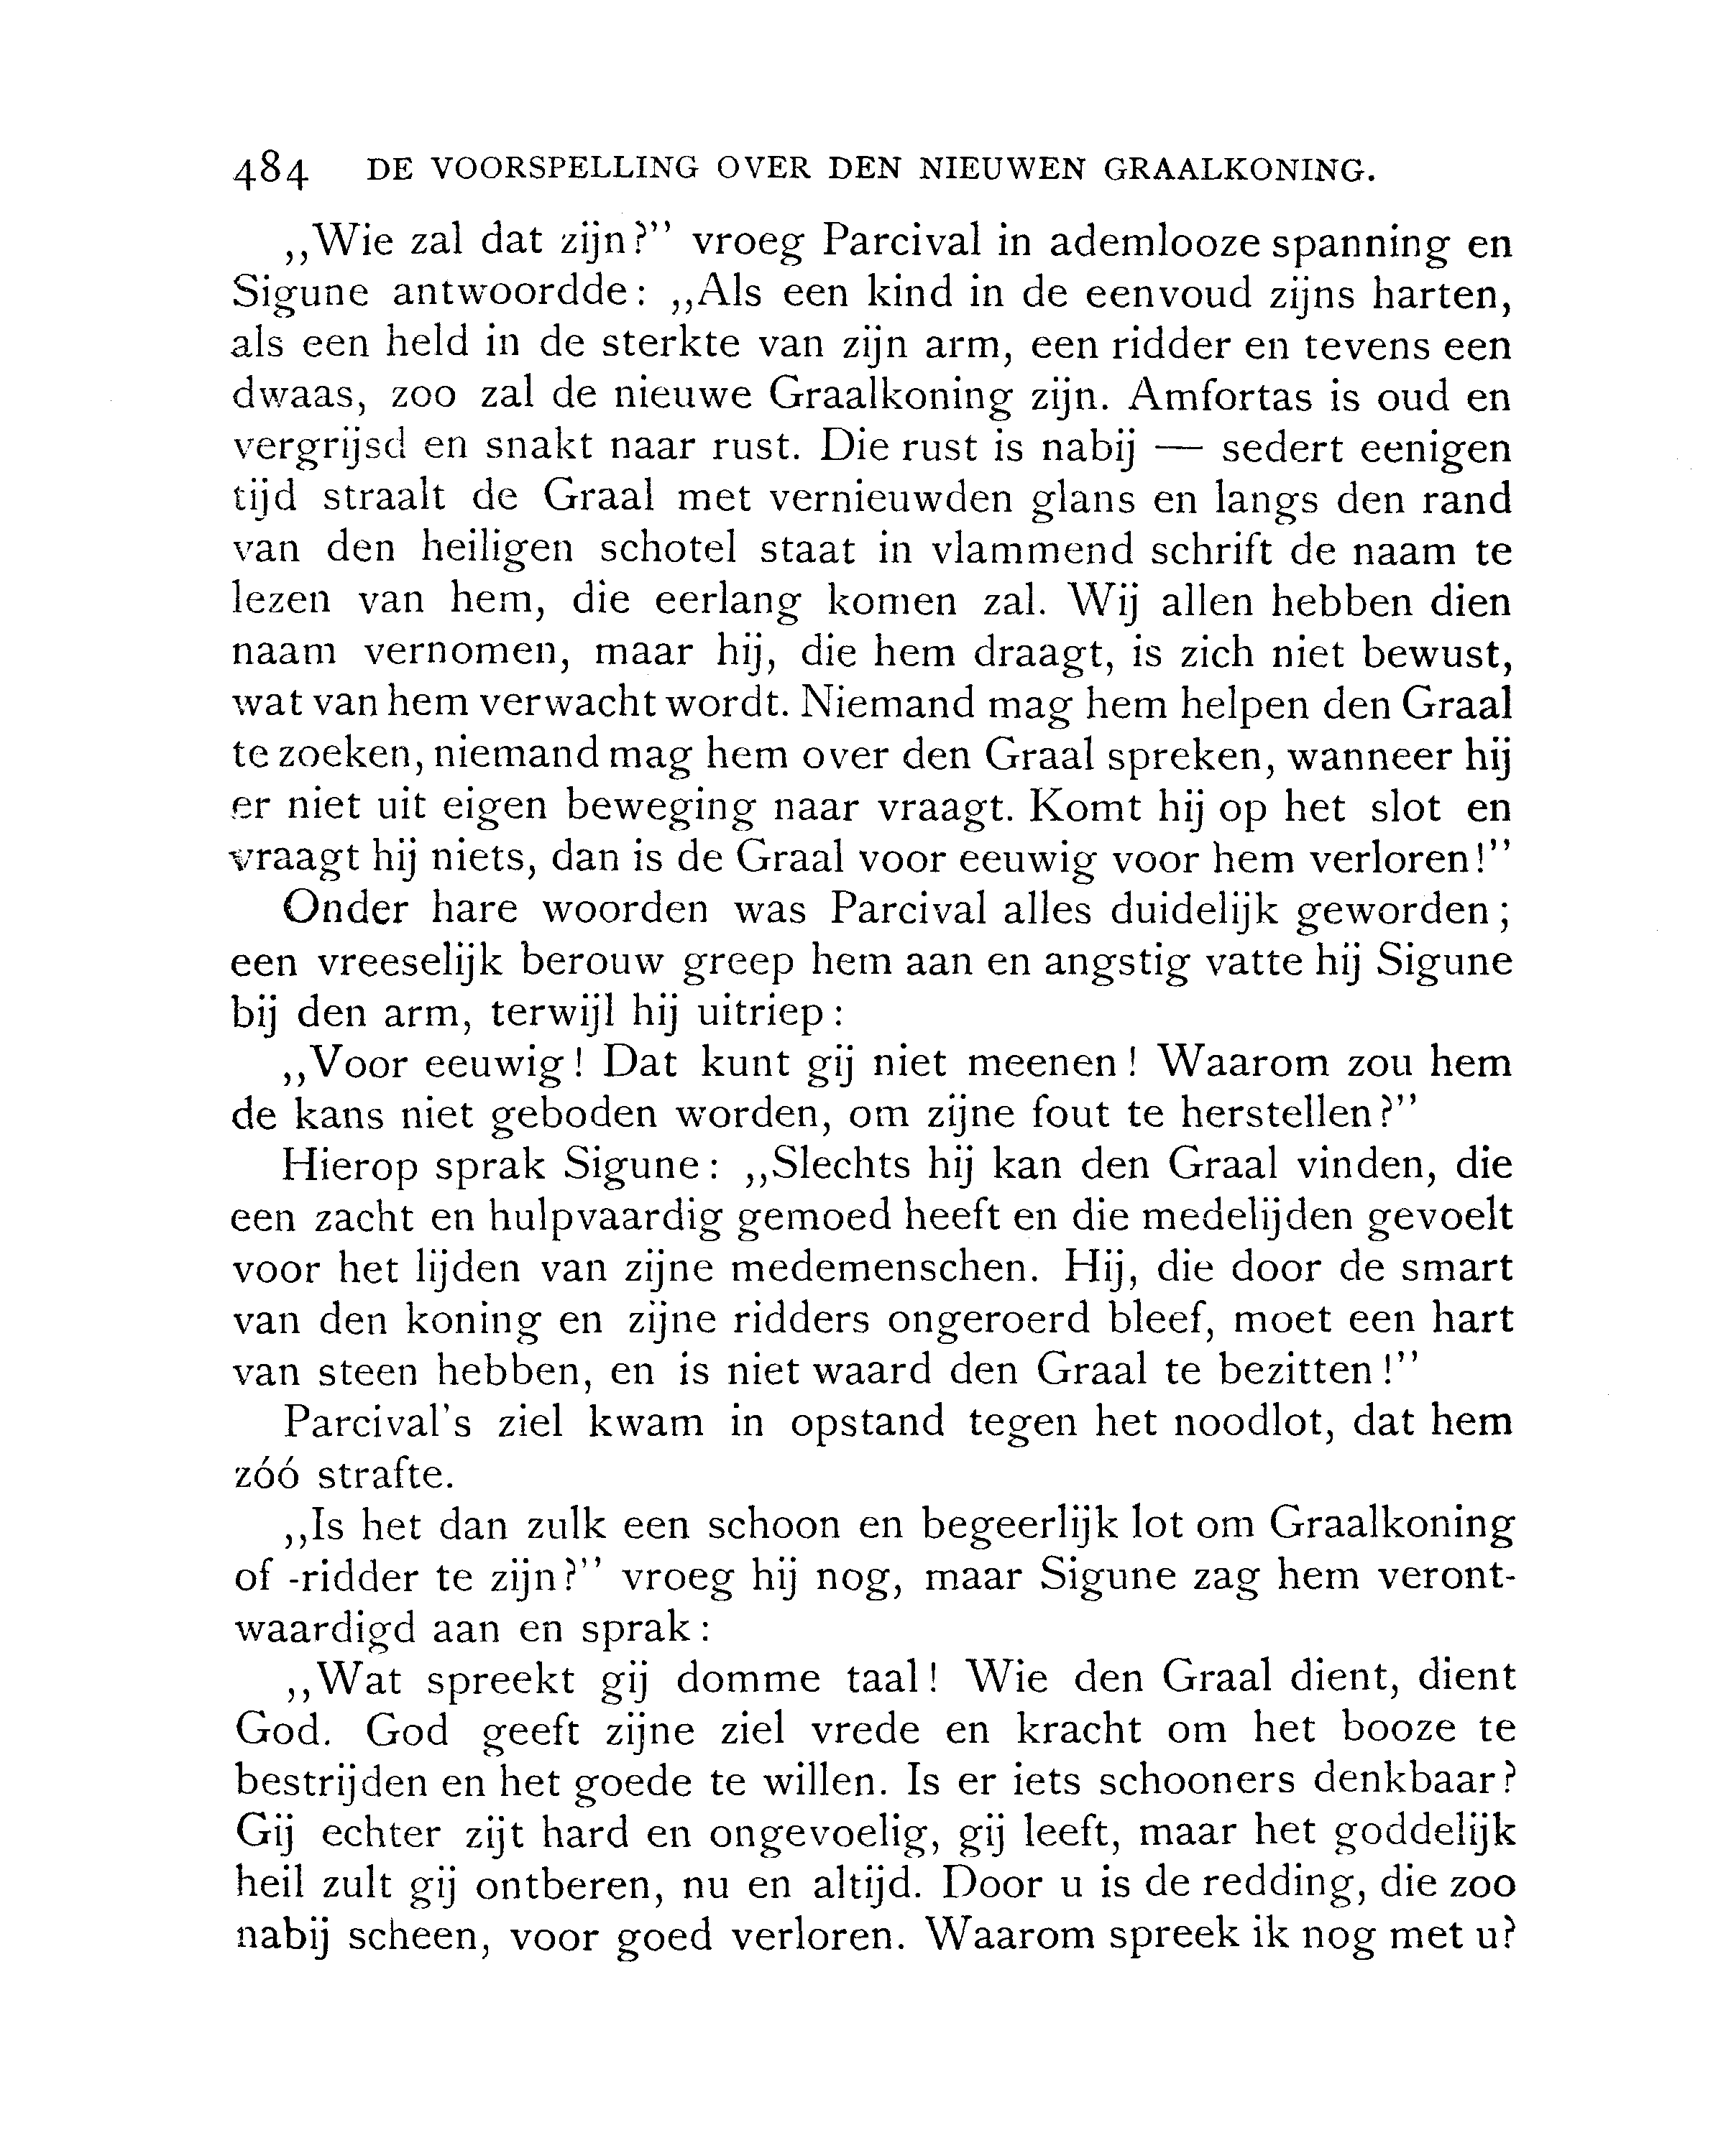 484 DE VOORSPELLING OVER DEN NIEUWEN GRAALKONING.
„Wie zal dat zijn?” vroeg Parcival in ademlooze spanning en
Sigune antwoordde: „Als een kind in de eenvoud zijns harten,
als een held in de sterkte van zijn arm, een ridder en tevens een
dwaas, zoo zal de nieuwe Graalkoning zijn. Amfortas is oud en
vergrijsd en snakt naar rust. Die rust is nabij — sedert eenigen
tijd straalt de Graal met vernieuwden glans en langs den rand
van den heiligen schotel staat in vlammend schrift de naam te
lezen van hem, die eerlang komen zal. Wij allen hebben dien
naam vernomen, maar hij, die hem draagt, is zich niet bewust,
wat van hem verwacht wordt. Niemand mag hem helpen den Graal
te zoeken, niemand mag hem over den Graal spreken, wanneer hij
er niet uit eigen beweging naar vraagt. Komt hij op het slot en
vraagt hij niets, dan is de Graal voor eeuwig voor hem verloren!”
Onder hare woorden was Parcival alles duidelijk geworden;
een vreeselijk berouw greep hem aan en angstig vatte hij Sigune
bij den arm, terwijl hij uitriep:
„Voor eeuwig! Dat kunt gij niet meenen! Waarom zou hem
de kans niet geboden worden, om zijne fout te herstellen?”
Hierop sprak Sigune: „Slechts hij kan den Graal vinden, die
een zacht en hulpvaardig gemoed heeft en die medelijden gevoelt
voor het lijden van zijne medemenschen. Hij, die door de smart
van den koning en zijne ridders ongeroerd bleef, moet een hart
van steen hebben, en is niet waard den Graal te bezitten!”
Parcival's ziel kwam in opstand tegen het noodlot, dat hem
zóó strafte.
„Is het dan zulk een schoon en begeerlijk lot om Graalkoning
of -ridder te zijn?” vroeg hij nog, maar Sigune zag hem veront-
waardigd aan en sprak:
„Wat spreekt gij domme taal! Wie den Graal dient, dient
God. God geeft zijne ziel vrede en kracht om het booze te
bestrijden en het goede te willen. Is er iets schooners denkbaar?
Gij echter zijt hard en ongevoelig, gij leeft, maar het goddelijk
heil zult gij ontberen, nu en altijd. Door u is de redding, die zoo
nabij scheen, voor goed verloren. Waarom spreek ik nog met u?